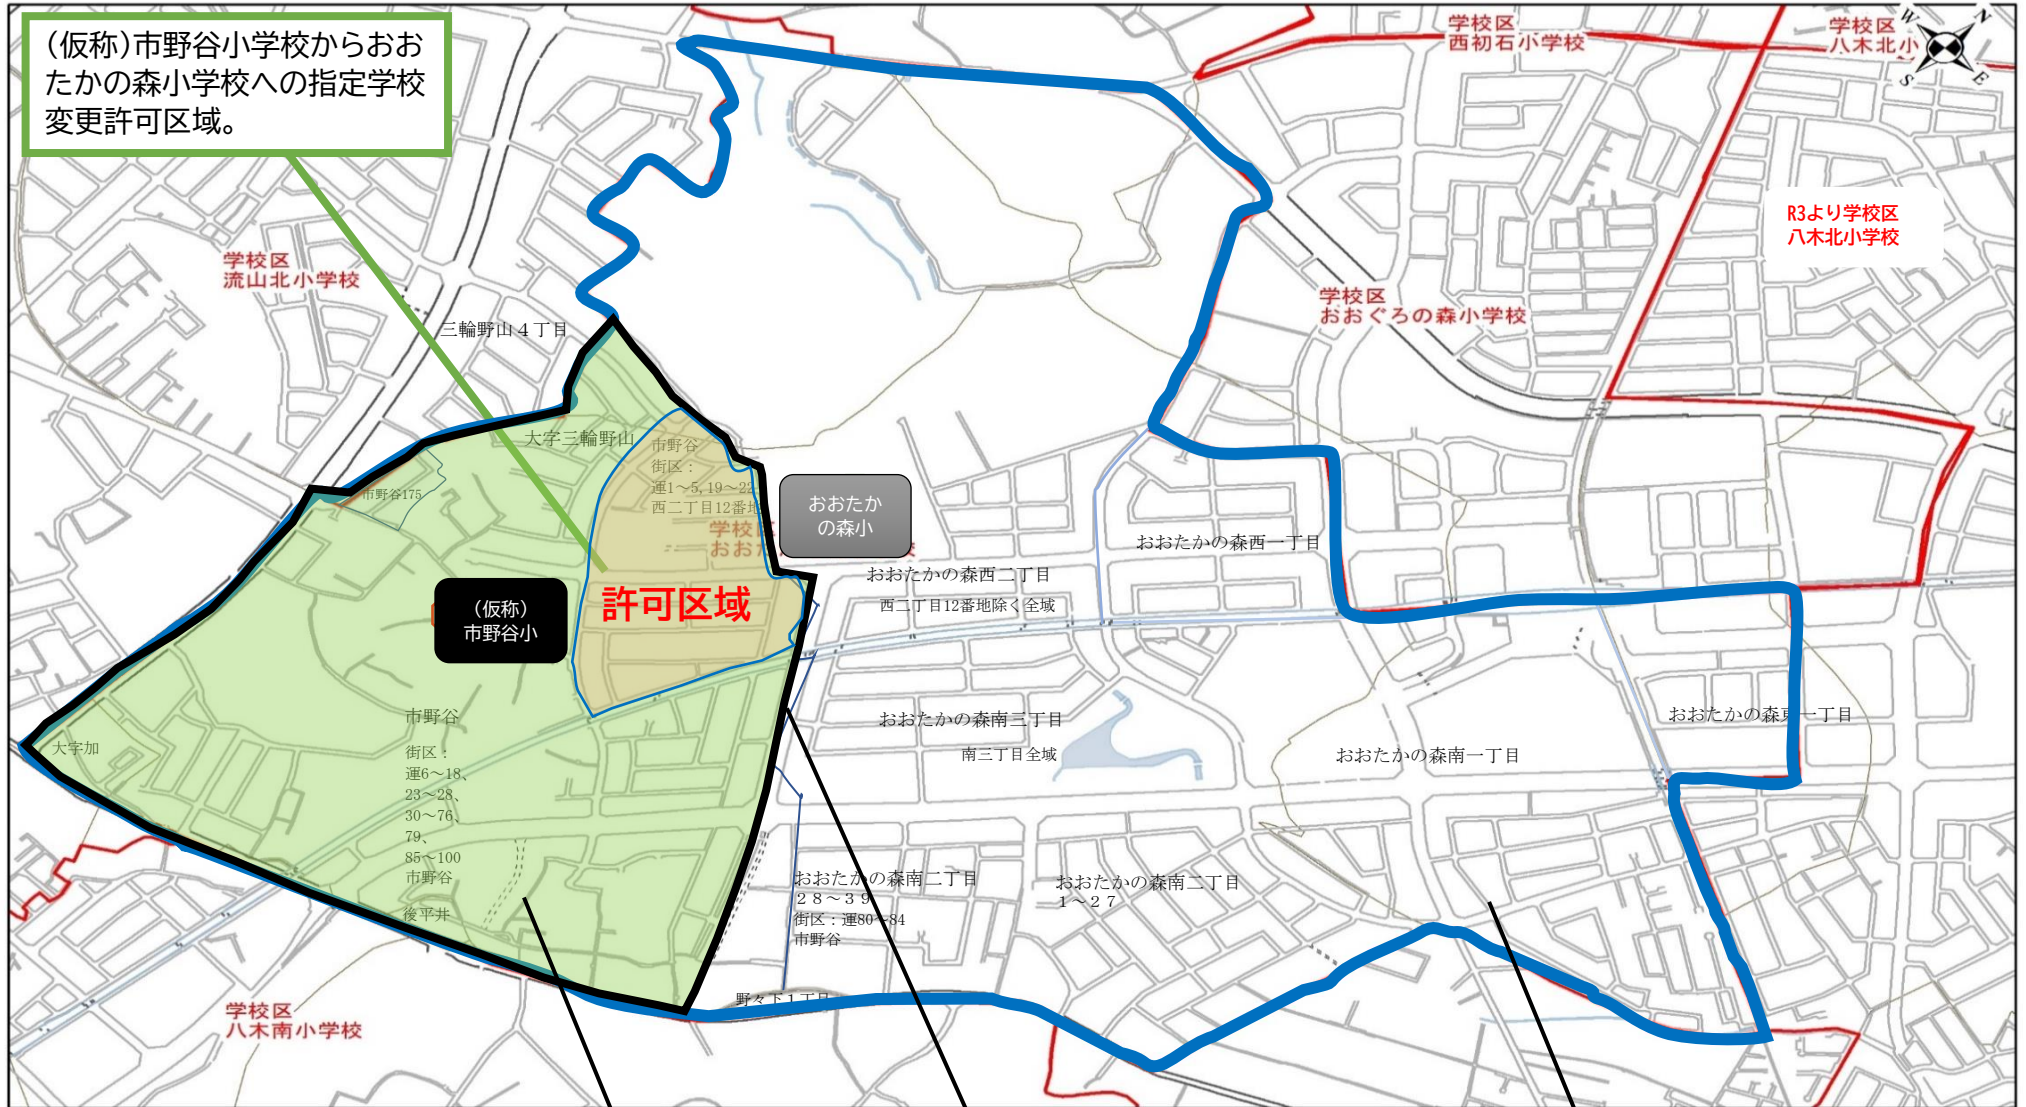 (仮称)市野谷小学校からおお
たかの森小学校への指定学校
変更許可区域。
学校区
西初石小学校
学校区
八木北小
W
N
S
E
R3より学校区
八木北小学校
学校区
流山北小学校
三輪野山4丁目
学校区
おおぐろの森小学校
大字三輪野山
市野谷
街区：
運1～5,19～22
西二丁目12番地
市野谷175
学校区
おおた
校
おおたか
の森小
おおたかの森西一丁目
おおたかの森西二丁目
西二丁目12番地除く全域
(仮称)
市野谷小
許可区域
市野谷
街区：
運6～18、
23～28、
30～76、
79、
85～100
市野谷
後平井
大字加
おおたかの森南三丁目
南三丁目全域
おおたかの森南一丁目
おおたかの森東一丁目
おおたかの森南二丁目
２８～３９
街区：運80～84
市野谷
おおたかの森南二丁目
１～２７
野々下1丁目
学校区
八木南小学校